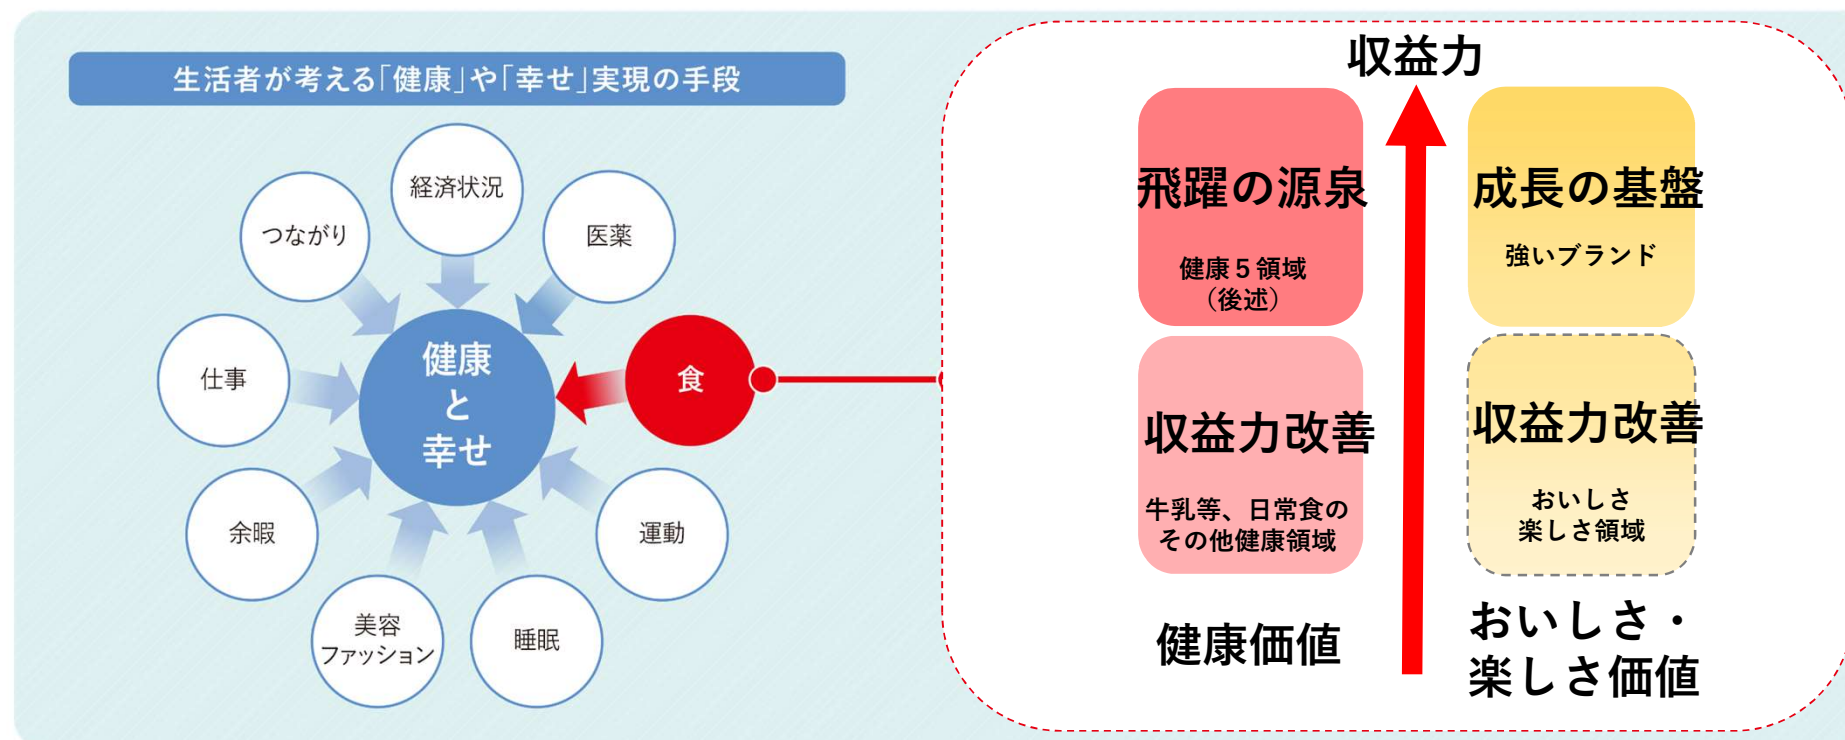 生活者が考える「健康」や「幸せ」実現の手段
経済状況
つながり
医薬
仕事
健康
と
幸せ
食
余暇
運動
美容
ファッション
睡眠
収益力
飛躍の源泉
健康5領域
（後述）
成長の基盤
強いブランド
収益力改善
牛乳等、日常食の
その他健康領域
収益力改善
おいしさ
楽しさ領域
健康価値
おいしさ・
楽しさ価値